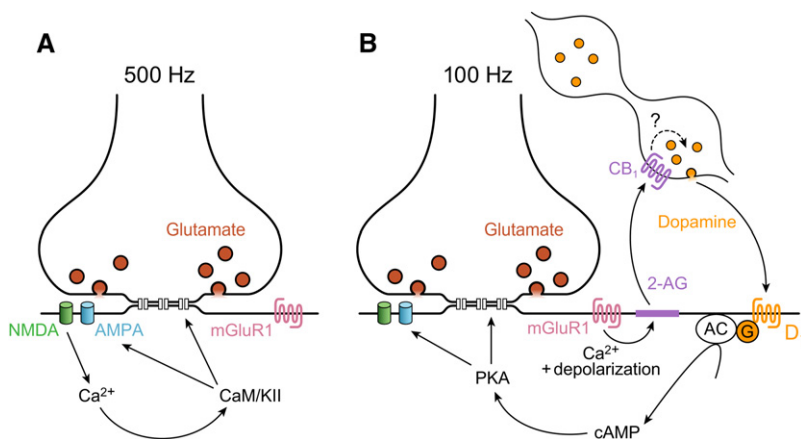 A
500 Hz
Glutamate
NMDA
AMPA
mGluR1
Ca2+
CaM/KII
B
100 Hz
?
CB1
Dopamine
Glutamate
2-AG
mGluR1
Ca2+
+ depolarization
AC
G
D
PKA
cAMP